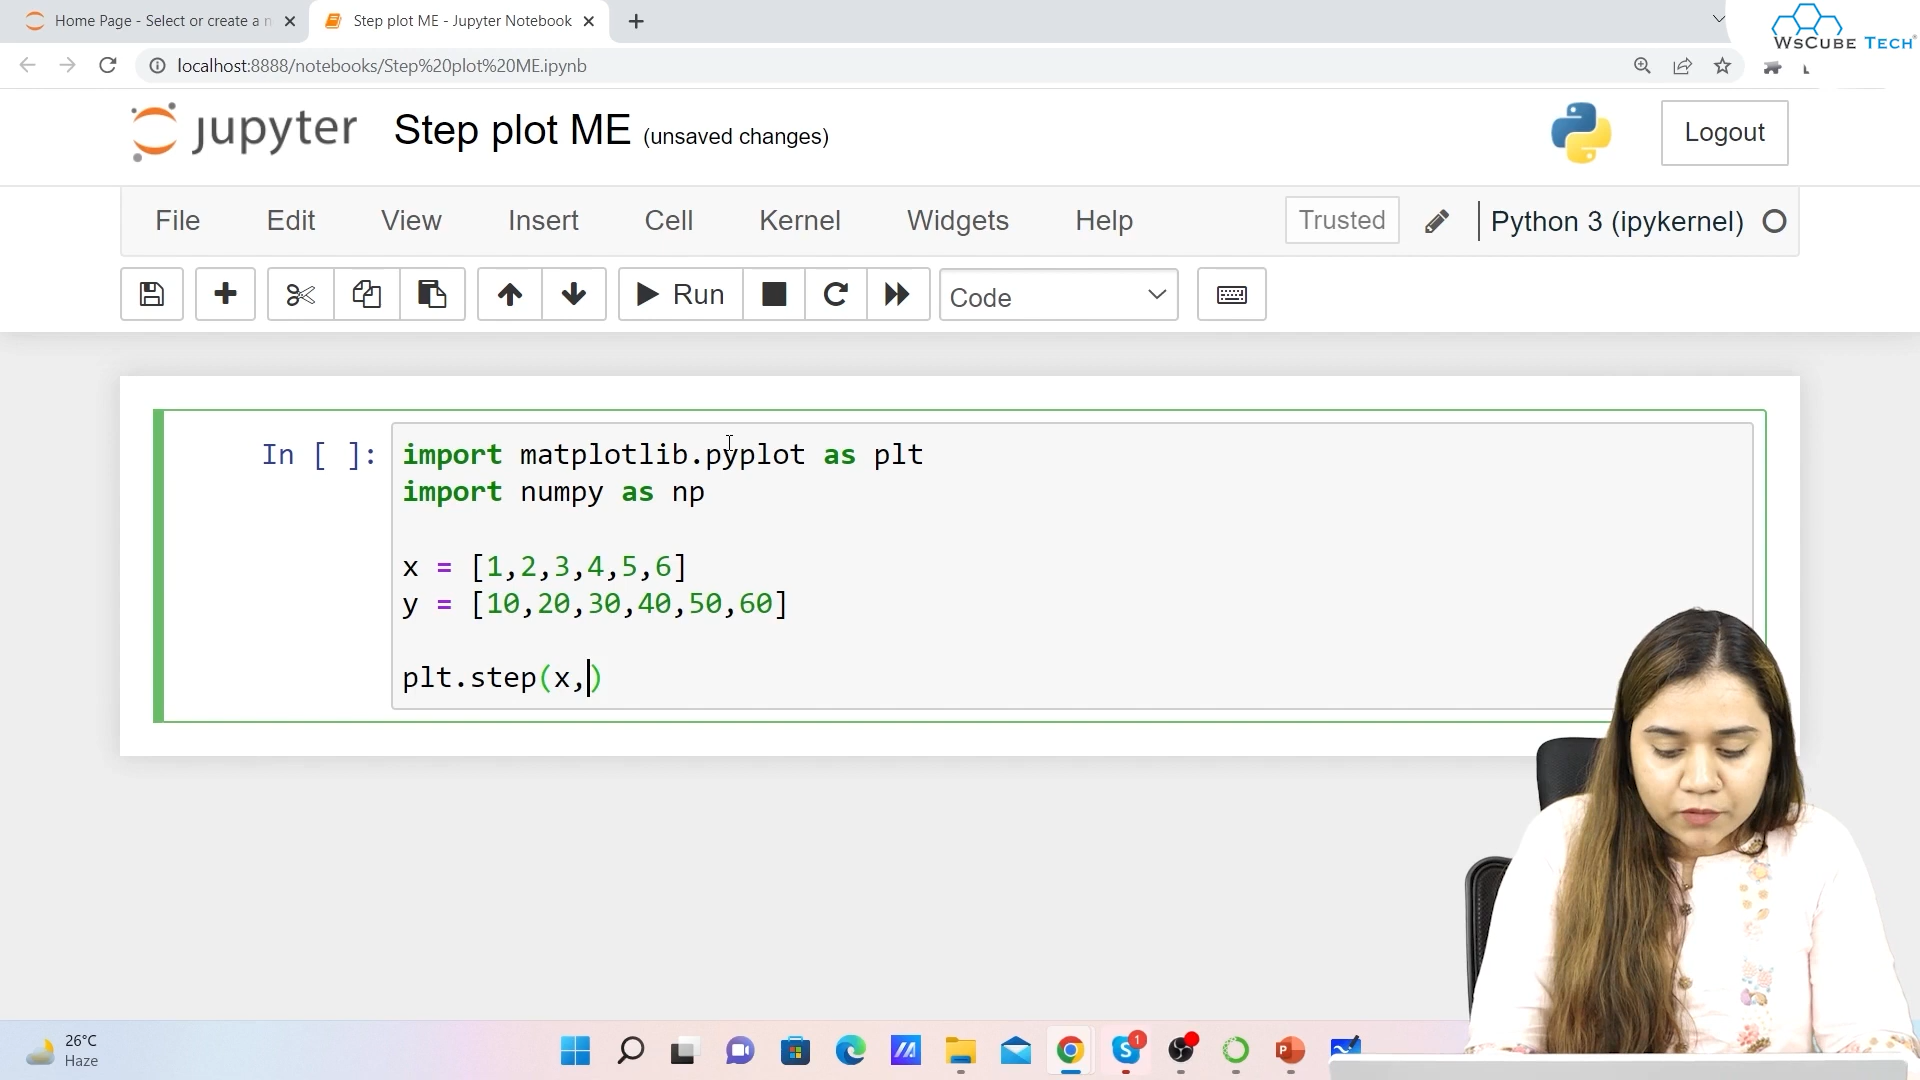 Home Page - Select or create a n
Step plot ME - Jupyter Notebook
WsCube Tech
localhost:8888/notebooks/Step%20plot%20ME.ipynb
jupyter Step plot ME (unsaved changes)
Logout
File Edit View Insert Cell Kernel Widgets Help Trusted Python 3 (ipykernel)
Run Code
In [ ]: import matplotlib.pyplot as plt
import numpy as np
x = [1,2,3,4,5,6]
y = [10,20,30,40,50,60]
plt.step(x,)
26°C
Haze